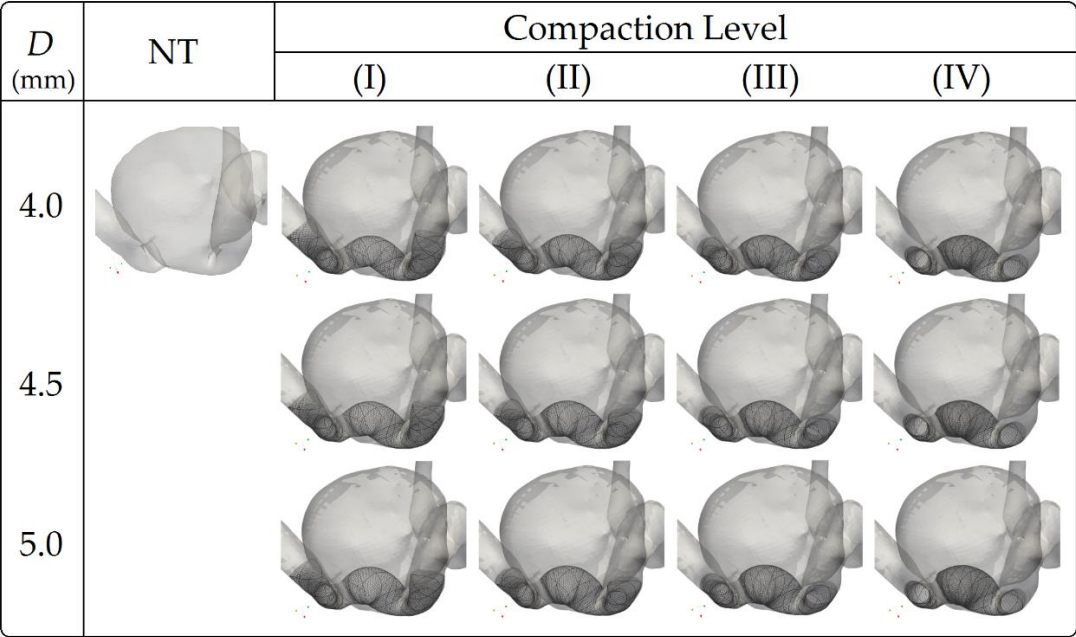 D
(mm)
NT
Compaction Level
(I)
(II)
(III)
(IV)
4.0
4.5
5.0